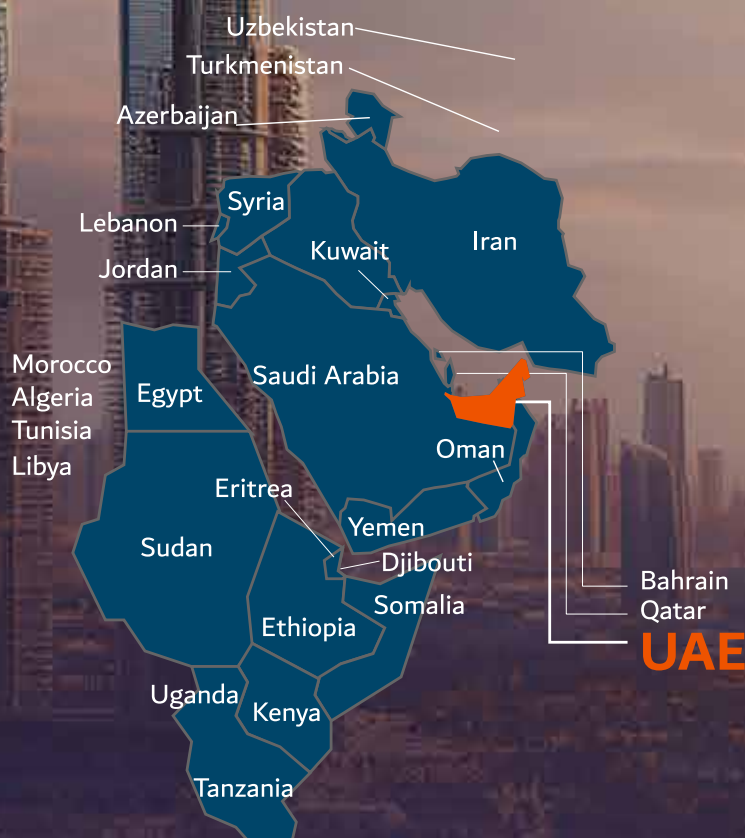 Uzbekistan
Turkmenistan
Azerbaijan
Syria
Lebanon
Iran
Kuwait
Jordan
Morocco
Algeria
Tunisia
Libya
Egypt
Saudi Arabia
Oman
Eritrea
Yemen
Sudan
Djibouti
Somalia
Bahrain
Qatar
UAE
Ethiopia
Uganda
Kenya
Tanzania